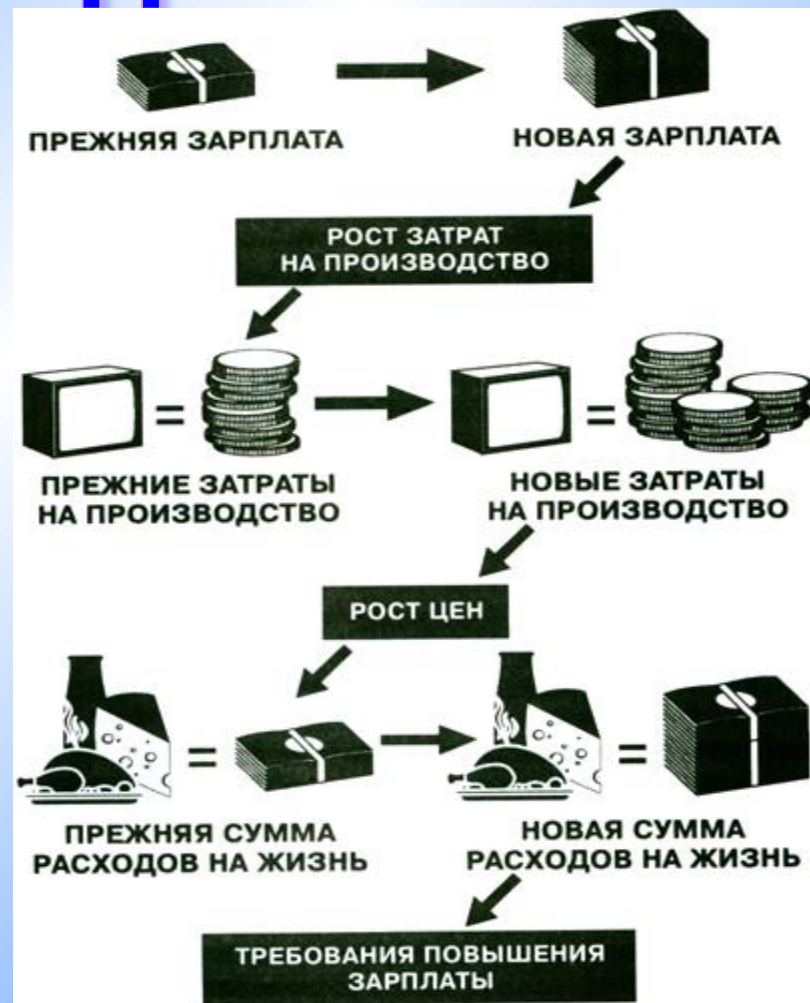 ПРЕЖНЯЯ ЗАРПЛАТА
НОВАЯ ЗАРПЛАТА
РОСТ ЗАТРАТ
НА ПРОИЗВОДСТВО
=
=
ПРЕЖНИЕ ЗАТРАТЫ
НА ПРОИЗВОДСТВО
НОВЫЕ ЗАТРАТЫ
НА ПРОИЗВОДСТВО
РОСТ ЦЕН
=
=
ПРЕЖНЯЯ СУММА
РАСХОДОВ НА ЖИЗНЬ
НОВАЯ СУММА
РАСХОДОВ НА ЖИЗНЬ
ТРЕБОВАНИЯ ПОВЫШЕНИЯ
ЗАРПЛАТЫ